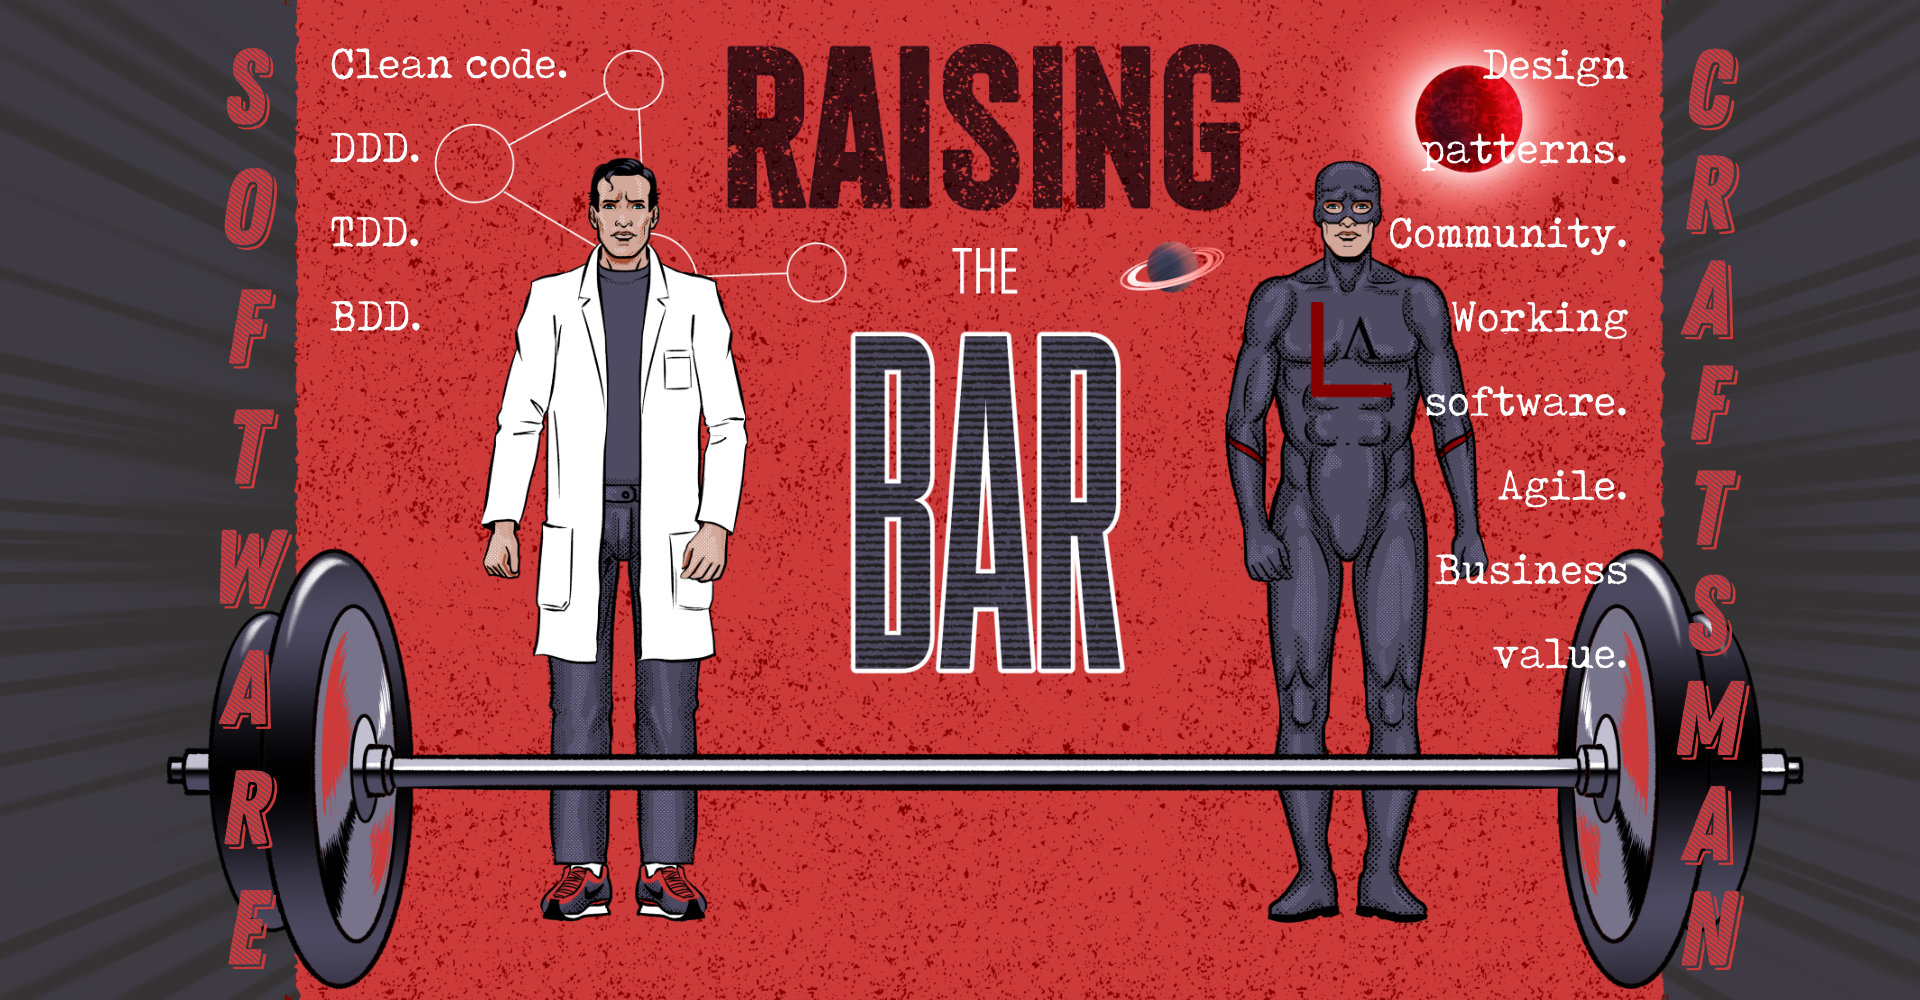 SOFTWARE
Clean code.
DDD.
TDD.
BDD.
RAISING
THE
BAR
Design
patterns.
Community.
Working
software.
Agile.
Business
value.
CRAFTSMAN